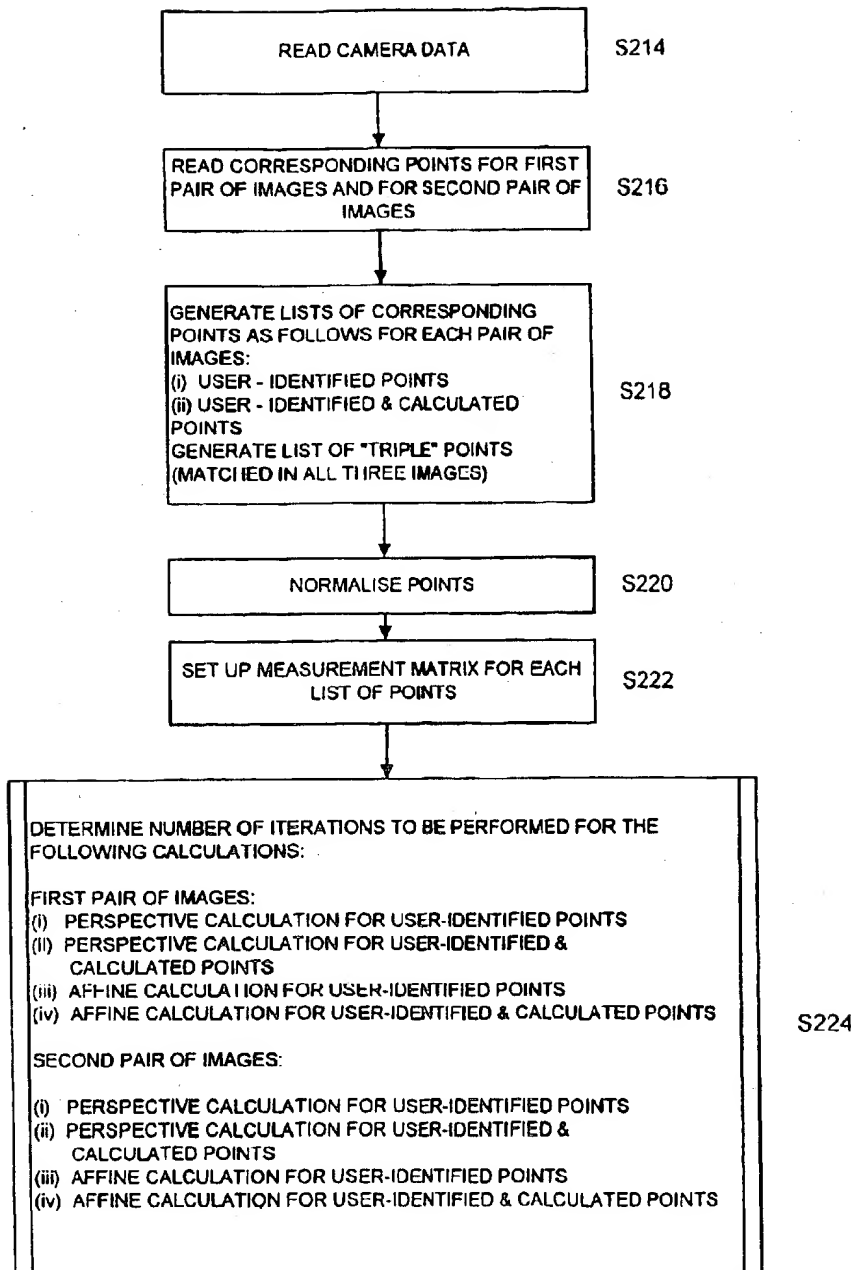 READ CAMERA DATA
S214
READ CORRESPONDING POINTS FOR FIRST
PAIR OF IMAGES AND FOR SECOND PAIR OF
IMAGES
S216
GENERATE LISTS OF CORRESPONDING
POINTS AS FOLLOWS FOR EACH PAIR OF
IMAGES:
(i) USER - IDENTIFIED POINTS
(ii) USER - IDENTIFIED & CALCULATED
POINTS
GENERATE LIST OF "TRIPLE" POINTS
(MATCHED IN ALL THREE IMAGES)
S218
NORMALISE POINTS
S220
SET UP MEASUREMENT MATRIX FOR EACH
LIST OF POINTS
S222
DETERMINE NUMBER OF ITERATIONS TO BE PERFORMED FOR THE
FOLLOWING CALCULATIONS:
FIRST PAIR OF IMAGES:
(i) PERSPECTIVE CALCULATION FOR USER-IDENTIFIED POINTS
(ii) PERSPECTIVE CALCULATION FOR USER-IDENTIFIED &
CALCULATED POINTS
(iii) AFFINE CALCULATION FOR USER-IDENTIFIED POINTS
(iv) AFFINE CALCULATION FOR USER-IDENTIFIED & CALCULATED POINTS
S224
SECOND PAIR OF IMAGES:
(i) PERSPECTIVE CALCULATION FOR USER-IDENTIFIED POINTS
(ii) PERSPECTIVE CALCULATION FOR USER-IDENTIFIED &
CALCULATED POINTS
(iii) AFFINE CALCULATION FOR USER-IDENTIFIED POINTS
(iv) AFFINE CALCULATION FOR USER-IDENTIFIED & CALCULATED POINTS